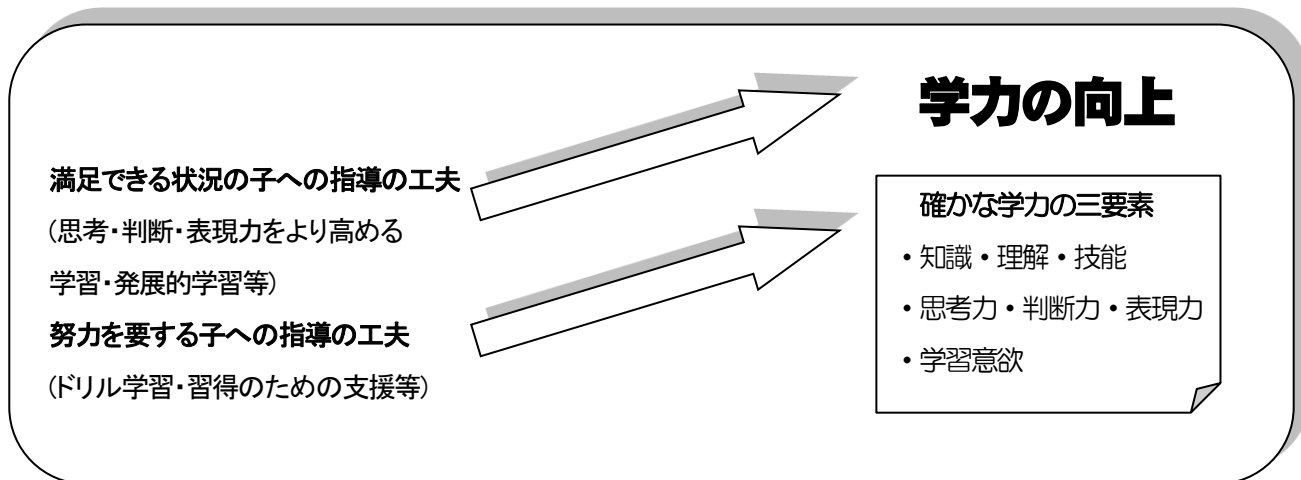 満足できる状況の子への指導の工夫
(思考・判断・表現力をより高める
学習・発展的学習等)
努力を要する子への指導の工夫
(ドリル学習・習得のための支援等)
学力の向上
確かな学力の三要素
・知識・理解・技能
・思考力・判断力・表現力
・学習意欲